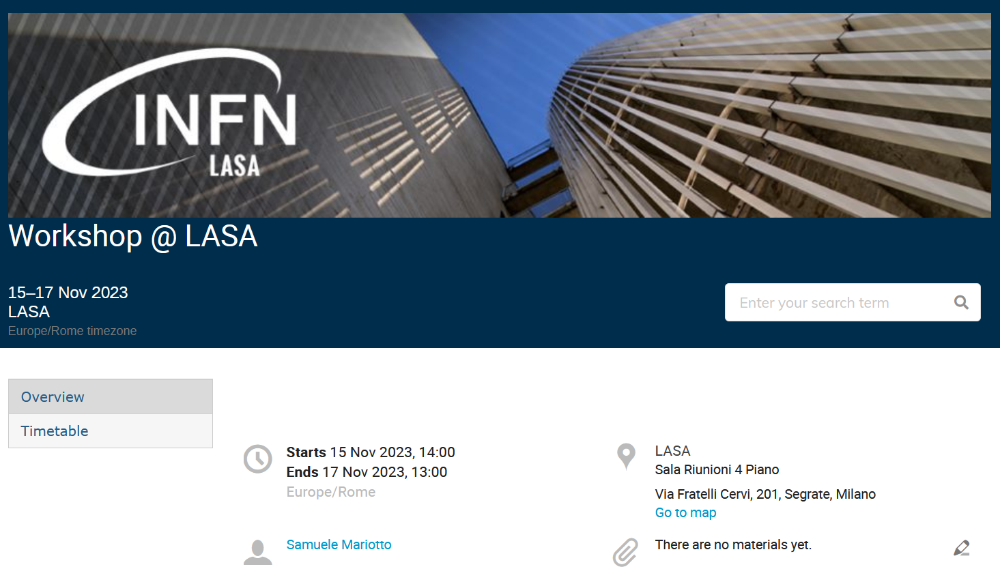 INFN
LASA
Workshop @ LASA
15–17 Nov 2023
LASA
Europe/Rome timezone
Enter your search term
Overview
Timetable
Starts 15 Nov 2023, 14:00
Ends 17 Nov 2023, 13:00
Europe/Rome
LASA
Sala Riunioni 4 Piano
Via Fratelli Cervi, 201, Segrate, Milano
Go to map
Samuele Mariotto
There are no materials yet.